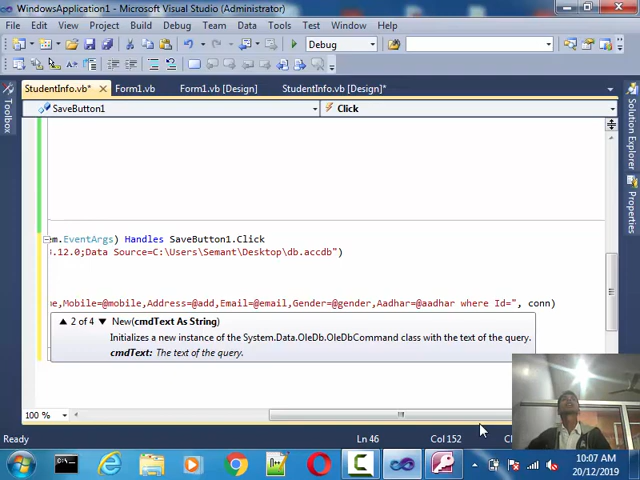 WindowsApplication1 - Microsoft Visual Studio (Administrator)
File Edit View Project Build Debug Team Data Tools Test Window Help
Debug
StudentInfo.vb* Form1.vb Form1.vb [Design] StudentInfo.vb [Design]*
SaveButton1 Click
Toolbox
Solution Explorer
Properties
em.EventArgs) Handles SaveButton1.Click
.12.0;Data Source=C:\Users\Semant\Desktop\db.accdb")
e,Mobile=@mobile,Address=@add,Email=@email,Gender=@gender,Aadhar=@aadhar where Id=", conn)
2 of 4 New(cmdText As String)
Initializes a new instance of the System.Data.OleDb.OleDbCommand class with the text of the query.
cmdText: The text of the query.
100 %
Ready Ln 46 Col 152
10:07 AM
20/12/2019